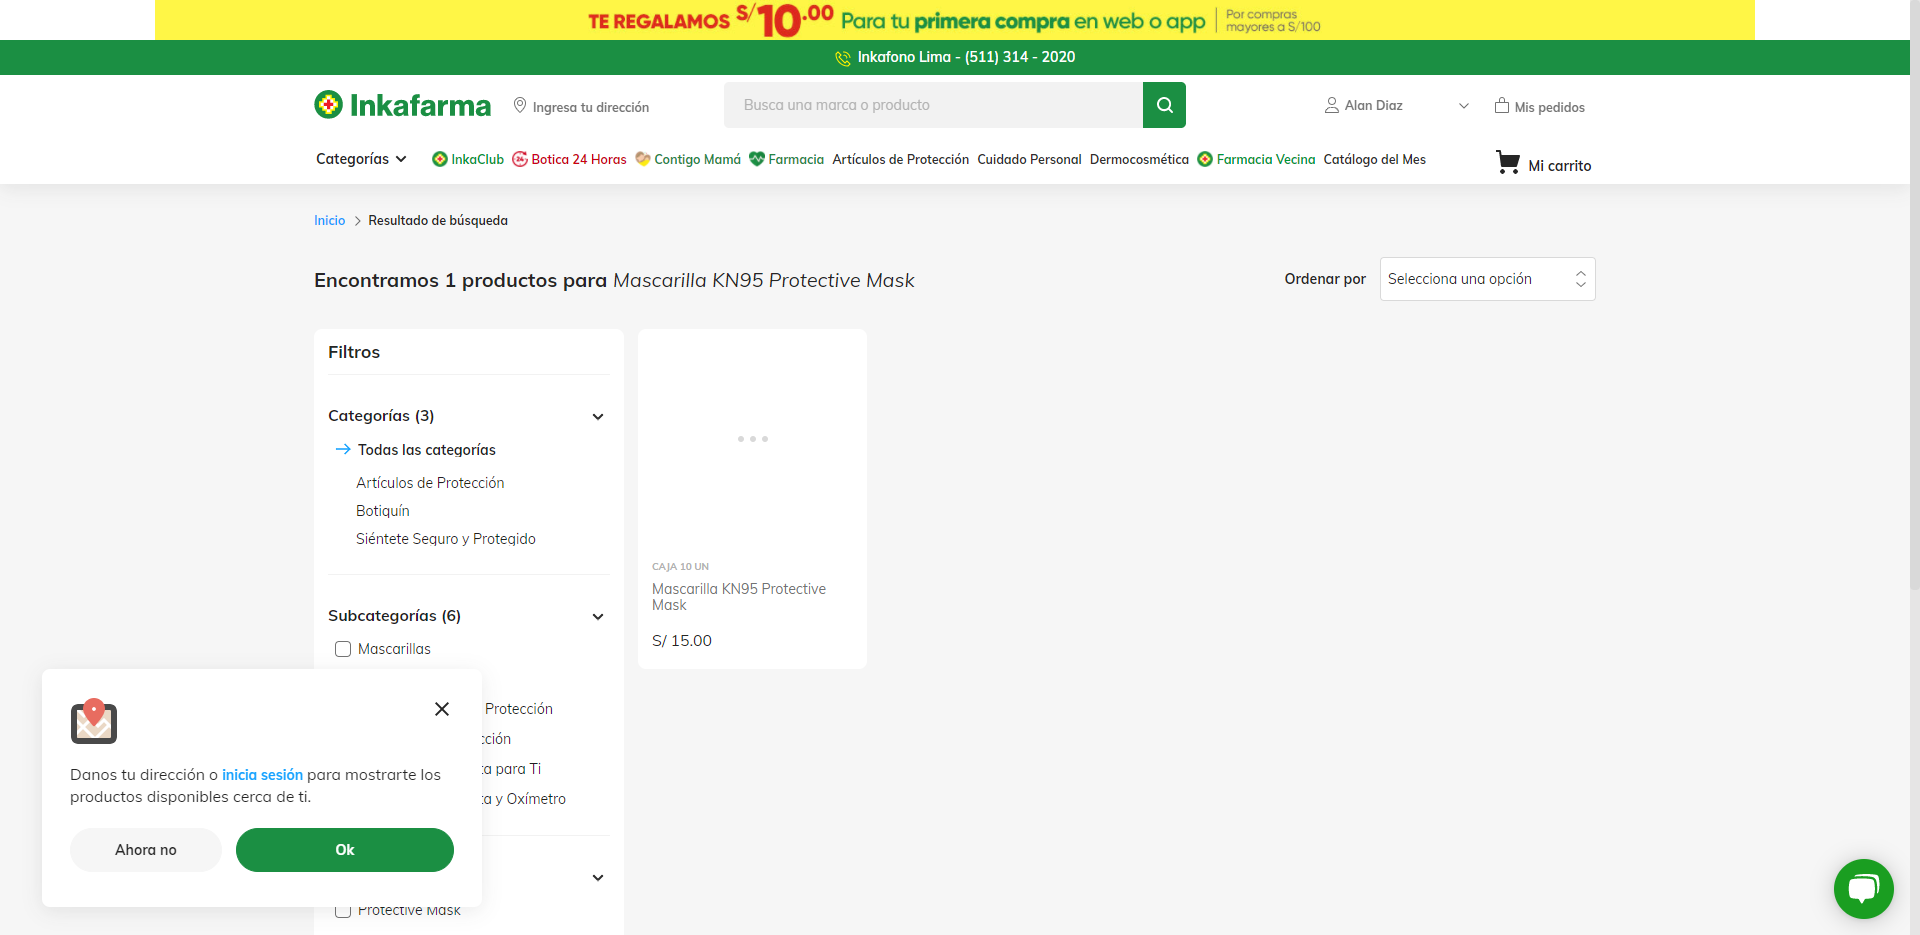 TE REGALAMOS S/10.00 Para tu primera compra en web o app Por compras mayores a S/100
Inkafono Lima - (511) 314 - 2020
Inkafarma
Ingresa tu dirección
Busca una marca o producto
Alan Diaz
Mis pedidos
Categorías
InkaClub
24
Botica 24 Horas
Contigo Mamá
Farmacia
Artículos de Protección
Cuidado Personal
Dermocosmética
Farmacia Vecina
Catálogo del Mes
Mi carrito
Inicio
Resultado de búsqueda
Encontramos 1 productos para Mascarilla KN95 Protective Mask
Ordenar por
Selecciona una opción
Filtros
Categorías (3)
Todas las categorías
Artículos de Protección
Botiquín
Siéntete Seguro y Protegido
Subcategorías (6)
Mascarillas
Protección
cción
ta para Ti
ta y Oxímetro
Protective Mask
CAJA 10 UN
Mascarilla KN95 Protective
Mask
S/ 15.00
Danos tu dirección o inicia sesión para mostrarte los
productos disponibles cerca de ti.
Ahora no
Ok